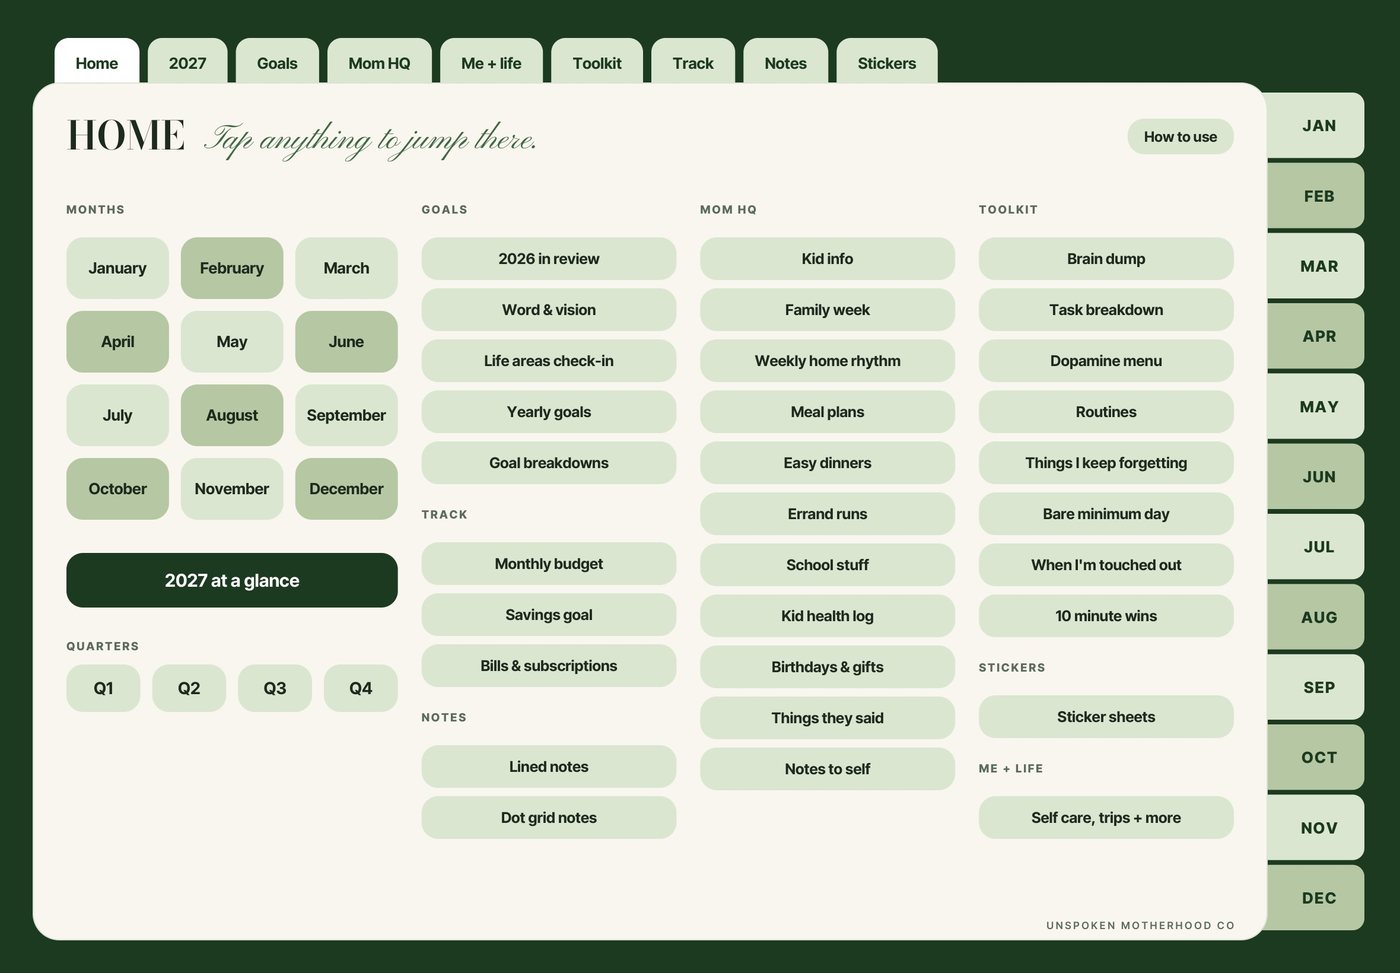 Home
2027
Goals
Mom HQ
Me + life
Toolkit
Track
Notes
Stickers
HOME Tap anything to jump there.
How to use
MONTHS
January
February
March
April
May
June
July
August
September
October
November
December
2027 at a glance
QUARTERS
Q1
Q2
Q3
Q4
GOALS
2026 in review
Word & vision
Life areas check-in
Yearly goals
Goal breakdowns
TRACK
Monthly budget
Savings goal
Bills & subscriptions
NOTES
Lined notes
Dot grid notes
MOM HQ
Kid info
Family week
Weekly home rhythm
Meal plans
Easy dinners
Errand runs
School stuff
Kid health log
Birthdays & gifts
Things they said
Notes to self
TOOLKIT
Brain dump
Task breakdown
Dopamine menu
Routines
Things I keep forgetting
Bare minimum day
When I'm touched out
10 minute wins
STICKERS
Sticker sheets
ME + LIFE
Self care, trips + more
JAN
FEB
MAR
APR
MAY
JUN
JUL
AUG
SEP
OCT
NOV
DEC
UNSPOKEN MOTHERHOOD CO